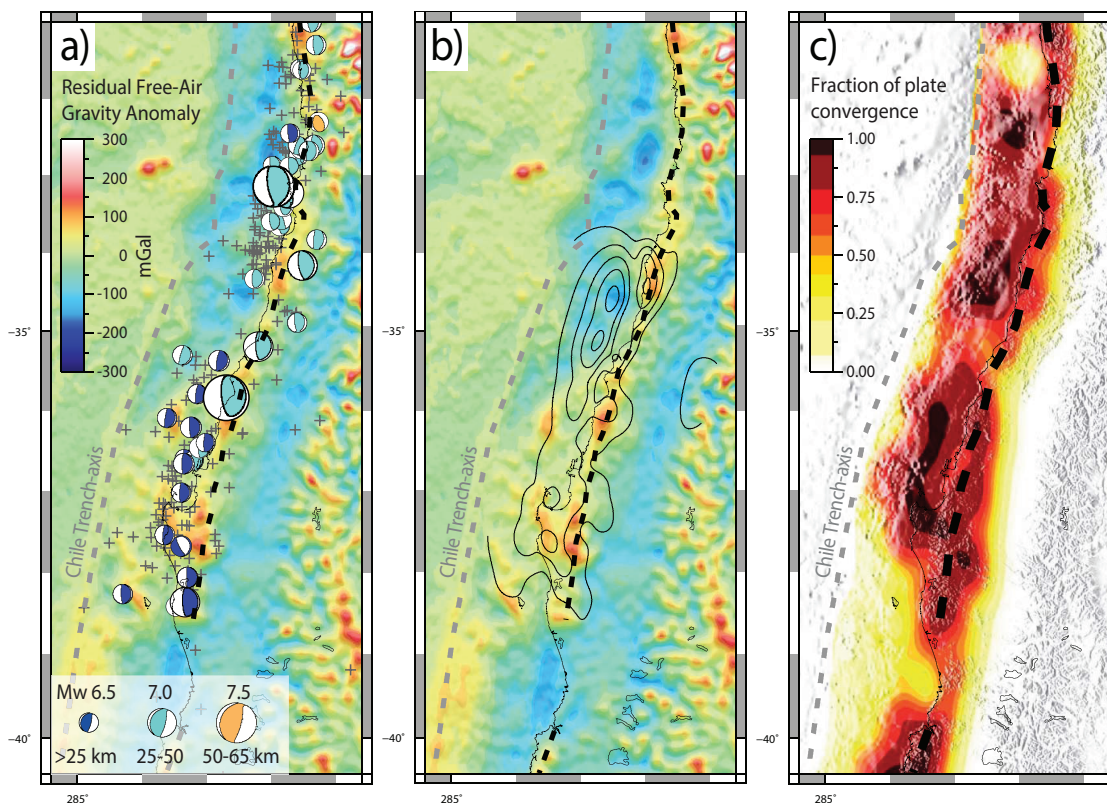 a)
Residual Free-Air
Gravity Anomaly
300
200
100
0
-100
-200
-300
mGal
Chile Trench-axis
Mw 6.5 7.0 7.5
>25 km 25-50 50-65 km
−35°
−40°
285°
b)
Chile Trench-axis
−35°
−40°
285°
c)
Fraction of plate
convergence
1.00
0.75
0.50
0.25
0.00
Chile Trench-axis
−35°
−40°
285°